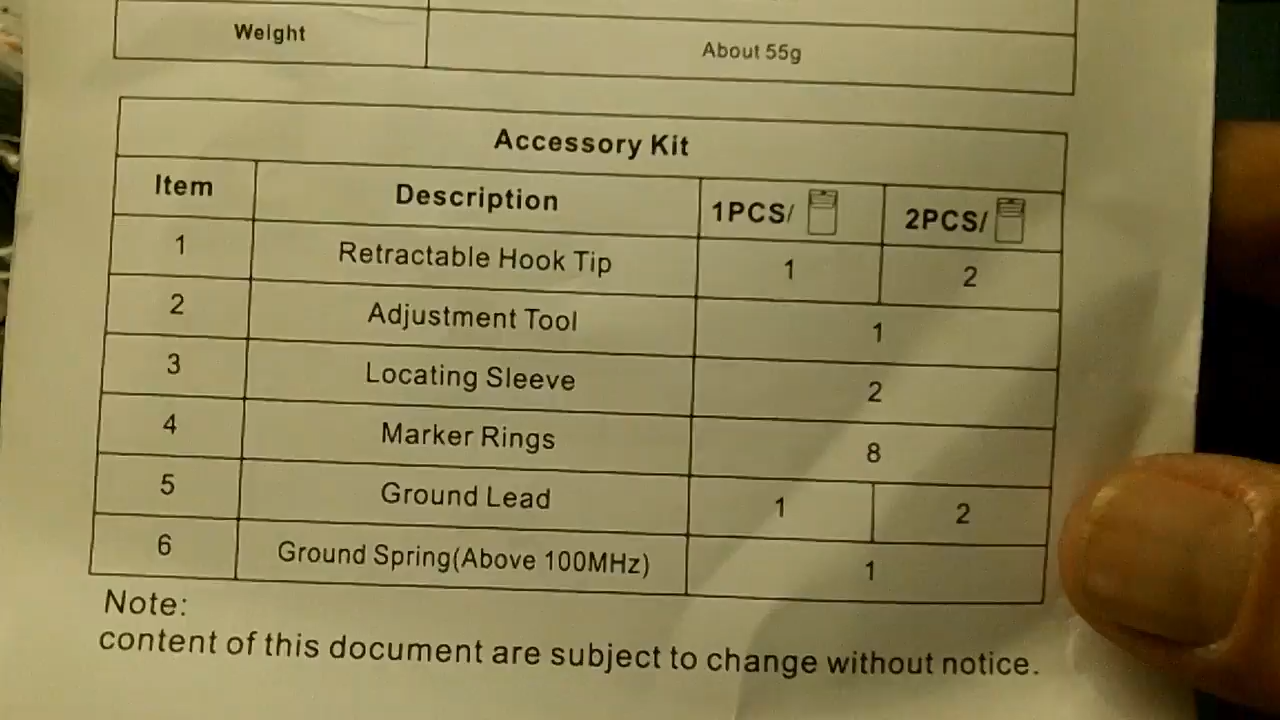 Weight About 55g
Accessory Kit
Item Description 1PCS/ 2PCS/
1 Retractable Hook Tip 1 2
2 Adjustment Tool 1
3 Locating Sleeve 2
4 Marker Rings 8
5 Ground Lead 1 2
6 Ground Spring(Above 100MHz) 1
Note:
content of this document are subject to change without notice.